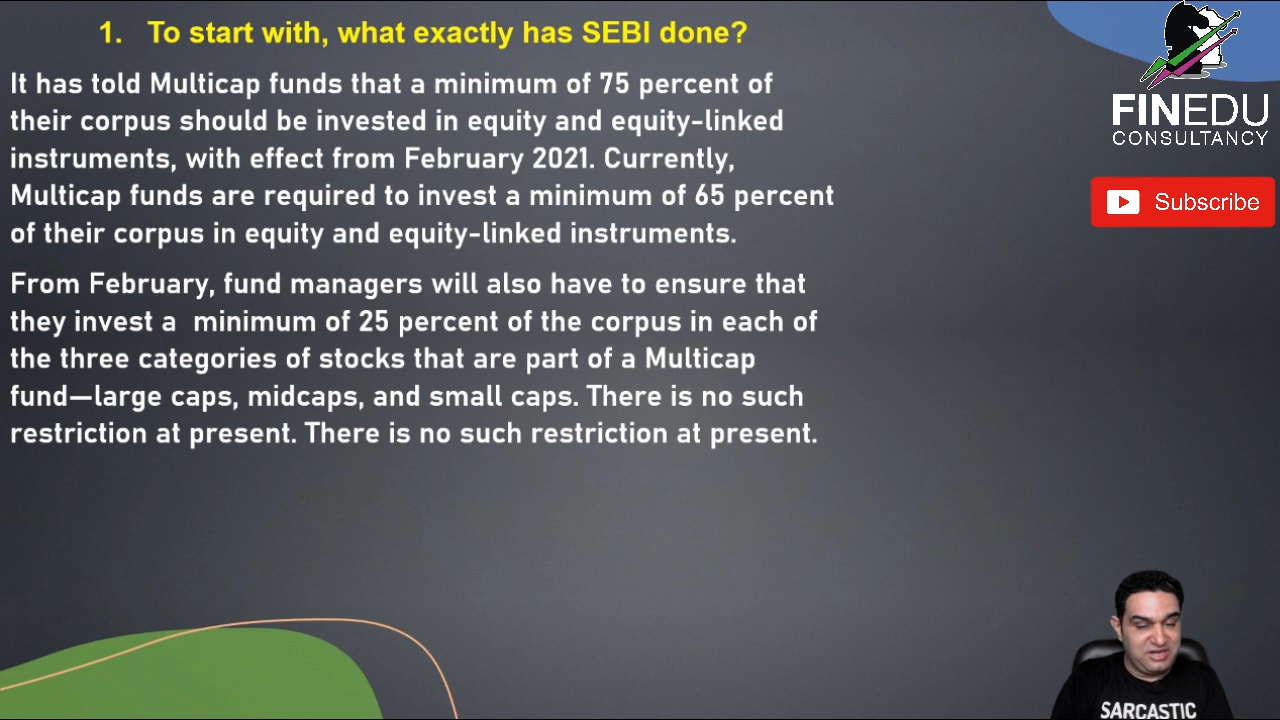 1. To start with, what exactly has SEBI done?
It has told Multicap funds that a minimum of 75 percent of
their corpus should be invested in equity and equity-linked
instruments, with effect from February 2021. Currently,
Multicap funds are required to invest a minimum of 65 percent
of their corpus in equity and equity-linked instruments.
From February, fund managers will also have to ensure that
they invest a  minimum of 25 percent of the corpus in each of
the three categories of stocks that are part of a Multicap
fund—large caps, midcaps, and small caps. There is no such
restriction at present. There is no such restriction at present.
FINEDU
CONSULTANCY
Subscribe
SARCASTIC